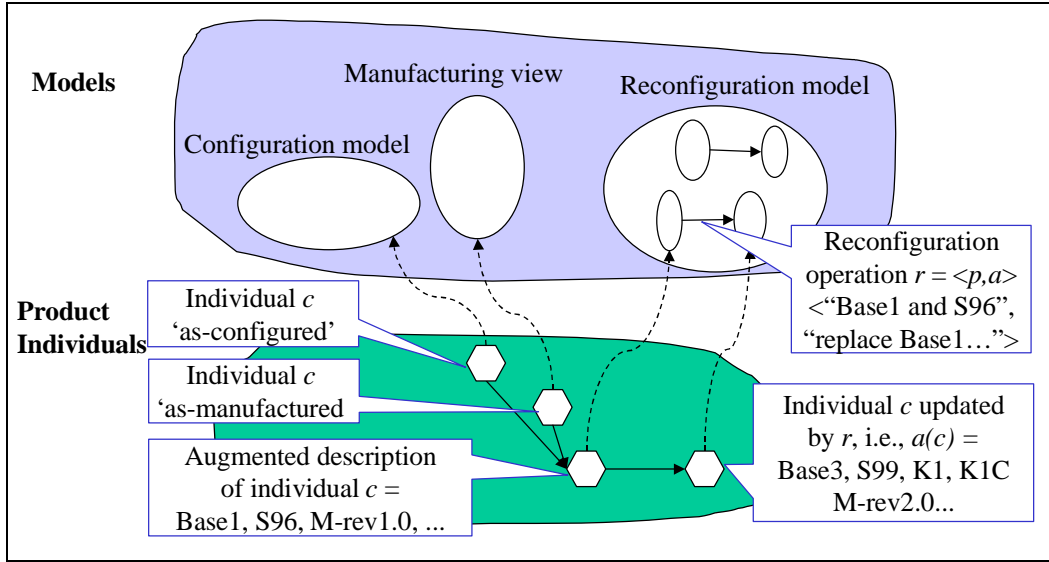 Models
Manufacturing view
Reconfiguration model
Configuration model
Reconfiguration
operation r = <p,a>
<“Base1 and S96”,
“replace Base1…”>
Product
Individuals
Individual c
‘as-configured’
Individual c
‘as-manufactured
Augmented description
of individual c =
Base1, S96, M-rev1.0, ...
Individual c updated
by r, i.e., a(c) =
Base3, S99, K1, K1C
M-rev2.0...